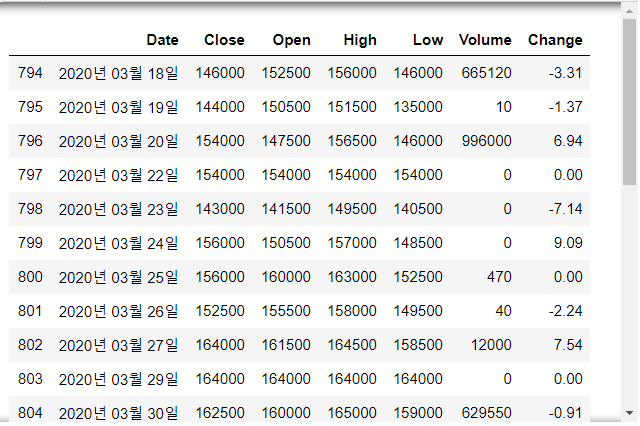 Date Close Open High Low Volume Change
794 2020년 03월 18일 146000 152500 156000 146000 665120 -3.31
795 2020년 03월 19일 144000 150500 151500 135000 10 -1.37
796 2020년 03월 20일 154000 147500 156500 146000 996000 6.94
797 2020년 03월 22일 154000 154000 154000 154000 0 0.00
798 2020년 03월 23일 143000 141500 149500 140500 0 -7.14
799 2020년 03월 24일 156000 150500 157000 148500 0 9.09
800 2020년 03월 25일 156000 160000 163000 152500 470 0.00
801 2020년 03월 26일 152500 155500 158000 149500 40 -2.24
802 2020년 03월 27일 164000 161500 164500 158500 12000 7.54
803 2020년 03월 29일 164000 164000 164000 164000 0 0.00
804 2020년 03월 30일 162500 160000 165000 159000 629550 -0.91